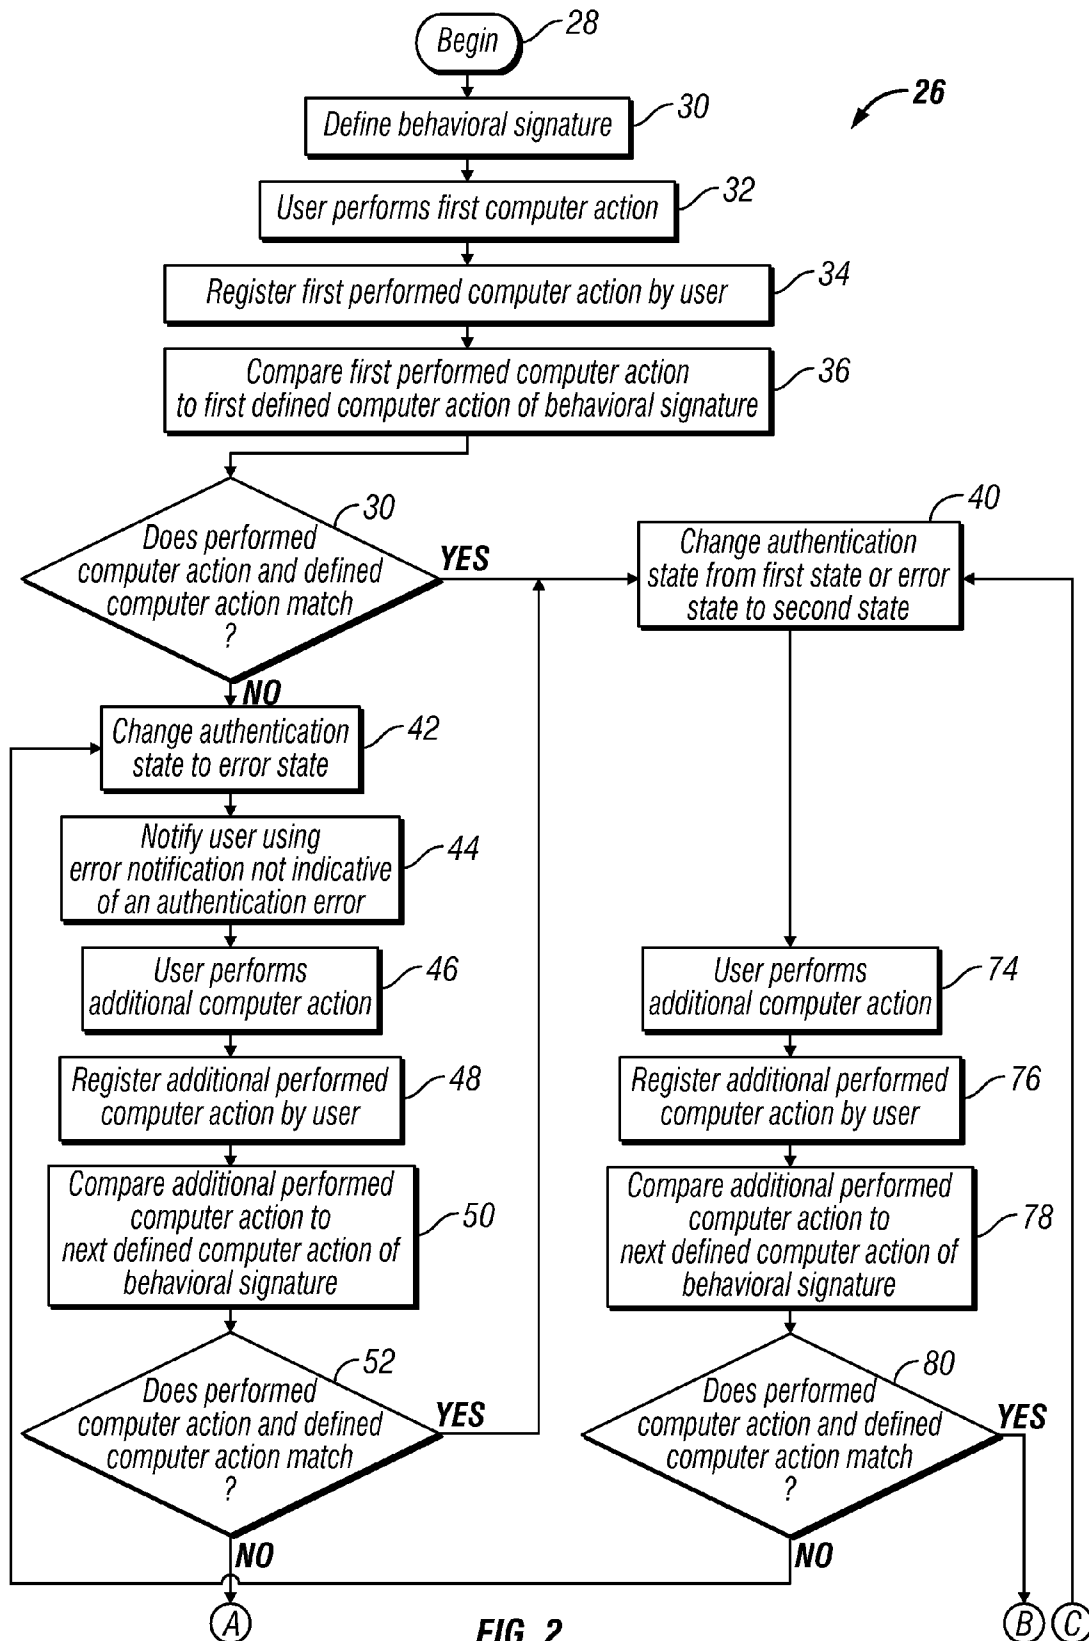 Begin
28
26
Define behavioral signature
30
User performs first computer action
32
Register first performed computer action by user
34
Compare first performed computer action
to first defined computer action of behavioral signature
36
30
Does performed
computer action and defined
computer action match
?
YES
NO
40
Change authentication
state from first state or error
state to second state
Change authentication
state to error state
42
Notify user using
error notification not indicative
of an authentication error
44
User performs
additional computer action
46
Register additional performed
computer action by user
48
Compare additional performed
computer action to
next defined computer action of
behavioral signature
50
52
Does performed
computer action and defined
computer action match
?
YES
NO
A
User performs
additional computer action
74
Register additional performed
computer action by user
76
Compare additional performed
computer action to
next defined computer action of
behavioral signature
78
80
Does performed
computer action and defined
computer action match
?
YES
NO
B
C
FIG. 2